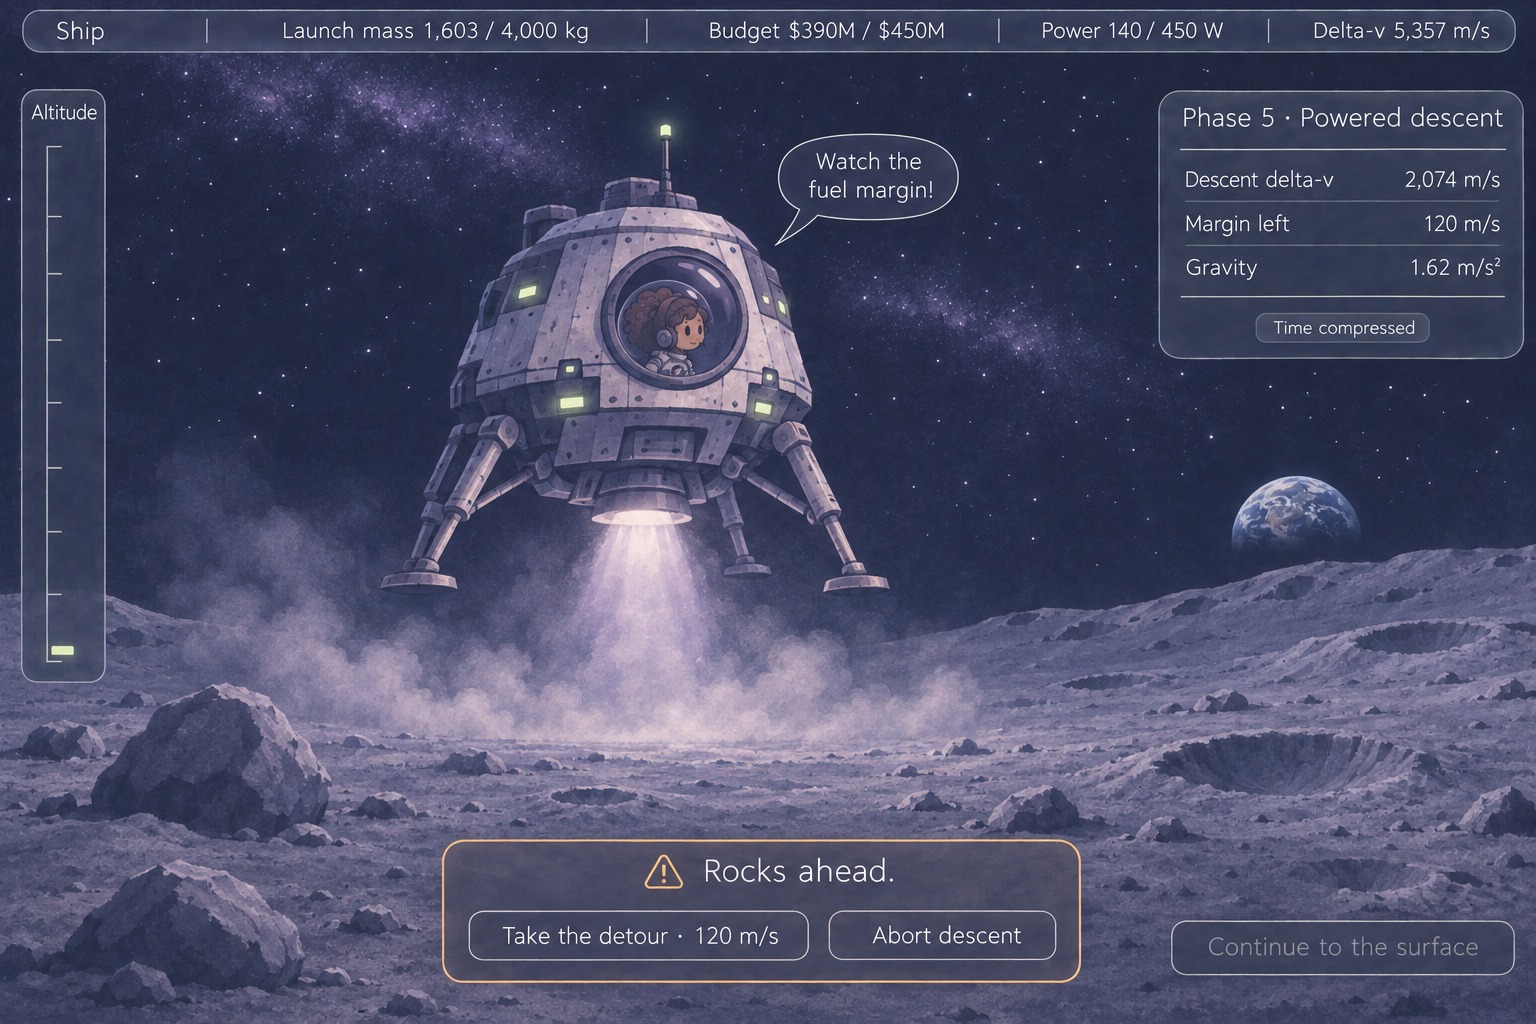 Ship
Launch mass 1,603 / 4,000 kg
Budget $390M / $450M
Power 140 / 450 W
Delta-v 5,357 m/s
Altitude
Phase 5 · Powered descent
Descent delta-v 2,074 m/s
Margin left 120 m/s
Gravity 1.62 m/s²
Time compressed
Watch the
fuel margin!
Rocks ahead.
Take the detour · 120 m/s
Abort descent
Continue to the surface